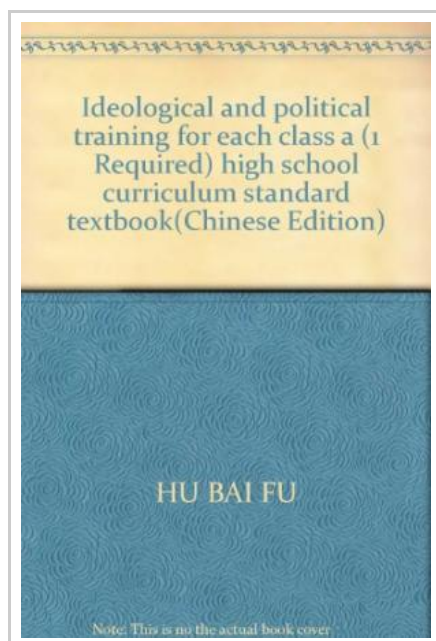 Ideological and political
training for each class a (1
Required) high school
curriculum standard
textbook(Chinese Edition)
HU BAI FU
Note: This is no the actual book cover